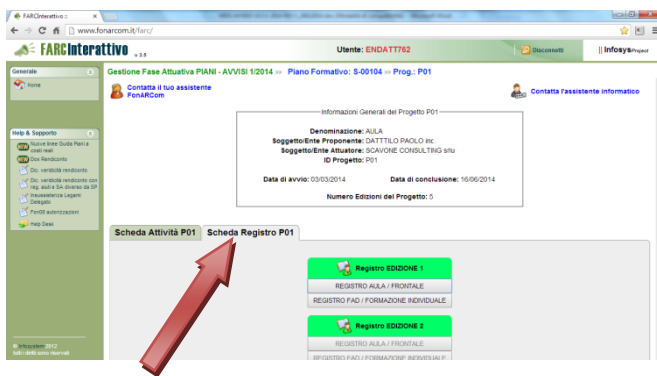 FARCInterattivo ::
www.fonarcom.it/farc/
FARCInterattivo 3.5
Utente: ENDATT762
Disconnetti
Infosys Project
Generale
Home
Gestione Fase Attuativa PIANI - AVVISI 1/2014 >> Piano Formativo: S-00104 >> Prog.: P01
Contatta il tuo assistente
FonARCom
Contatta l'assistente informatico
Informazioni Generali del Progetto P01
Denominazione: AULA
Soggetto/Ente Proponente: DATTTILO PAOLO inc.
Soggetto/Ente Attuatore: SCAVONE CONSULTING srlu
ID Progetto: P01
Data di avvio: 03/03/2014 Data di conclusione: 16/06/2014
Numero Edizioni del Progetto: 5
Help & Supporto
Nuove linee Guida Piani a
costi reali
Dox Rendiconto
Dic. veridicità rendiconto
Dic. veridicità rendiconto con
reg. aiuti e SA diverso da SP
Insussistenza Legami
Delegato
Fon08 autorizzazioni
Help Desk
Scheda Attività P01
Scheda Registro P01
Registro EDIZIONE 1
REGISTRO AULA / FRONTALE
REGISTRO FAD / FORMAZIONE INDIVIDUALE
Registro EDIZIONE 2
REGISTRO AULA / FRONTALE
REGISTRO FAD / FORMAZIONE INDIVIDUALE
© Infosystem 2012
tutti i diritti sono riservati